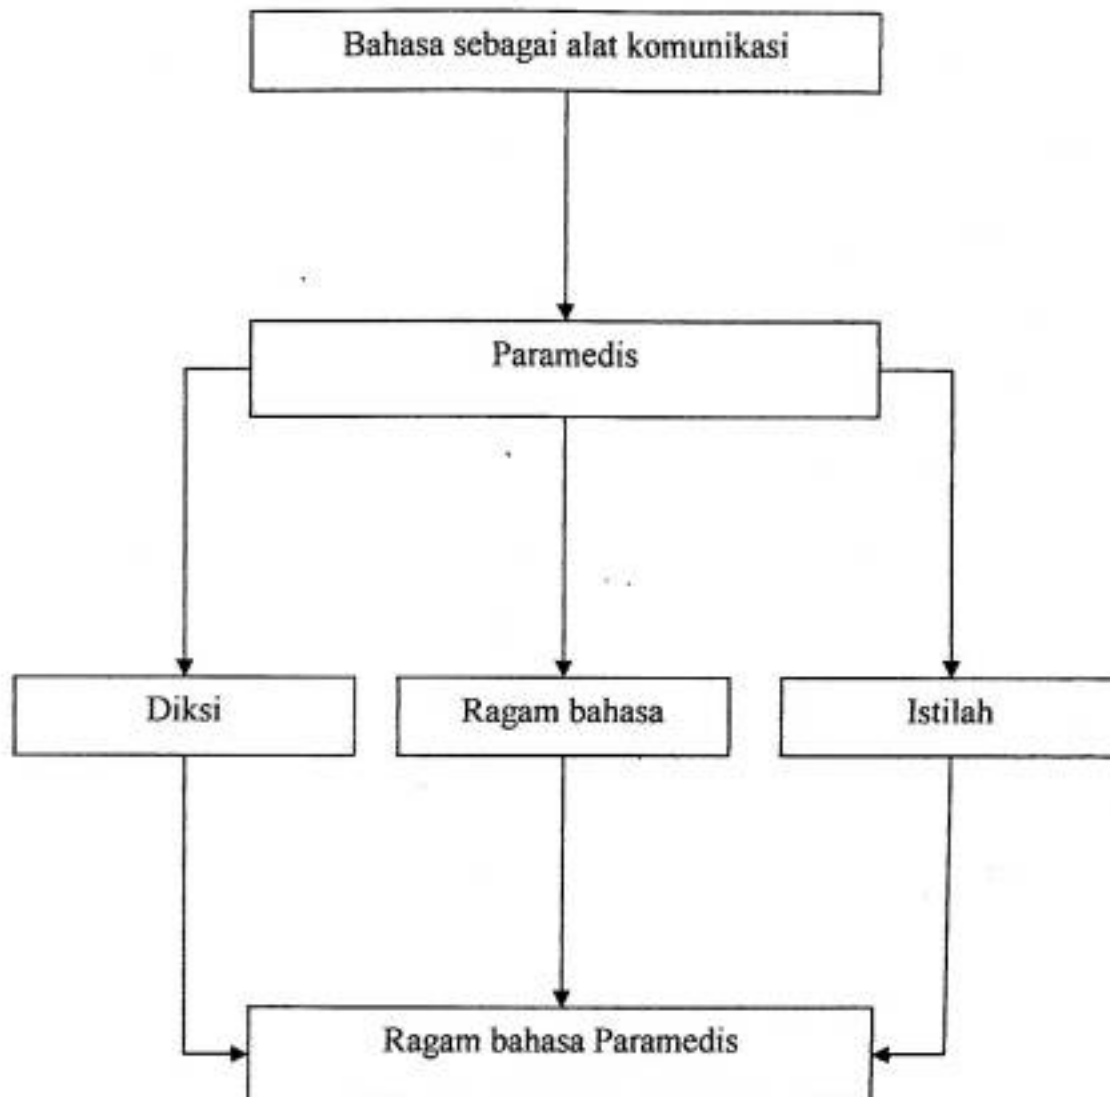 Bahasa sebagai alat komunikasi
Paramedis
Diksi
Ragam bahasa
Istilah
Ragam bahasa Paramedis